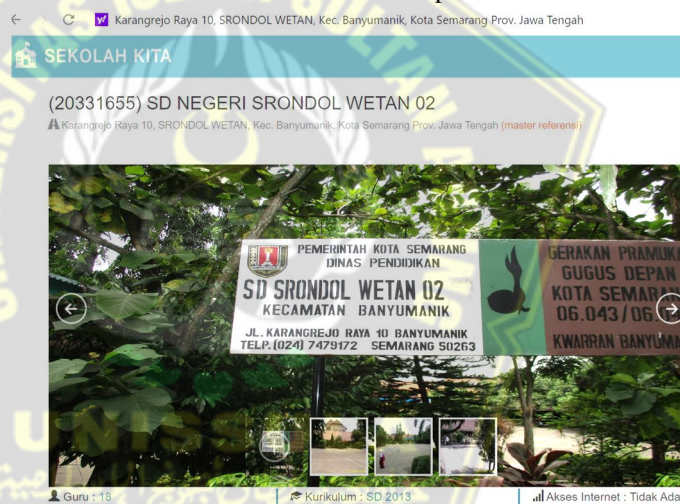 Karangrejo Raya 10, SRONDOL WETAN, Kec. Banyumanik, Kota Semarang Prov. Jawa Tengah
SEKOLAH KITA
(20331655) SD NEGERI SRONDOL WETAN 02
Karangrejo Raya 10, SRONDOL WETAN, Kec. Banyumanik, Kota Semarang Prov. Jawa Tengah (master referensi)
PEMERINTAH KOTA SEMARANG
DINAS PENDIDIKAN
SD SRONDOL WETAN 02
KECAMATAN BANYUMANIK
JL. KARANGREJO RAYA 10 BANYUMANIK
TELP. (024) 7479172 SEMARANG 50263
GERAKAN PRAMUKA
GUGUS DEPAN
KOTA SEMARAN
06.043/06
KWARRAN BANYUMA
Guru : 18
Kurikulum : SD 2013
Akses Internet : Tidak Ada